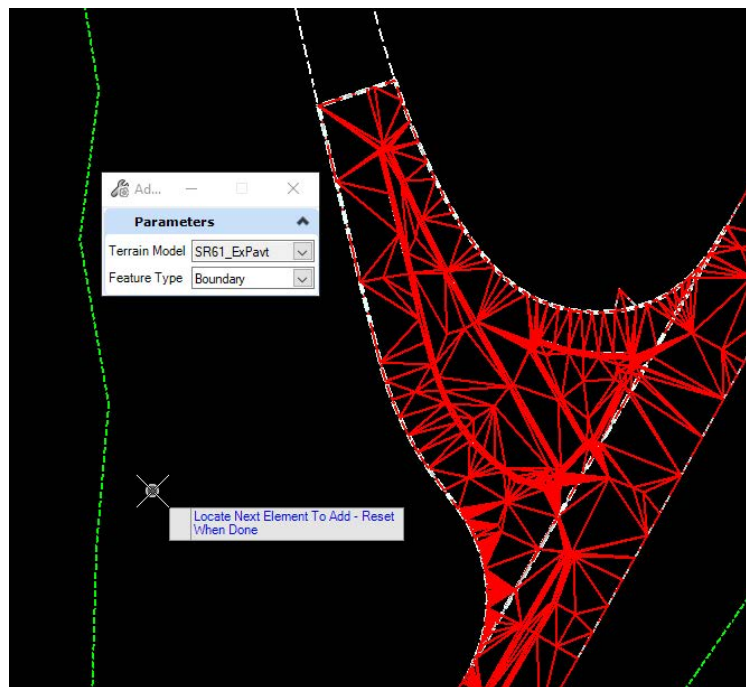 Ad...
Parameters
Terrain Model SR61_ExPavt
Feature Type Boundary
Locate Next Element To Add - Reset
When Done